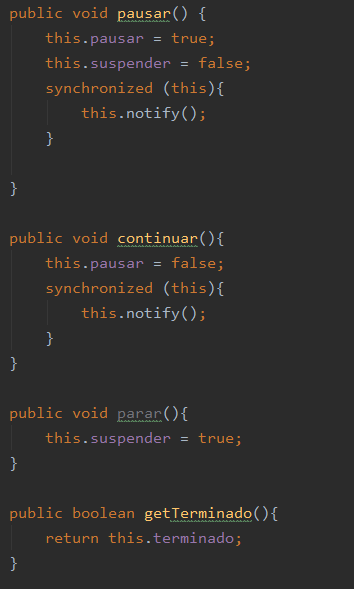 public void pausar() {
    this.pausar = true;
    this.suspender = false;
    synchronized (this){
        this.notify();
    }

}

public void continuar(){
    this.pausar = false;
    synchronized (this){
        this.notify();
    }
}

public void parar(){
    this.suspender = true;
}

public boolean getTerminado(){
    return this.terminado;
}